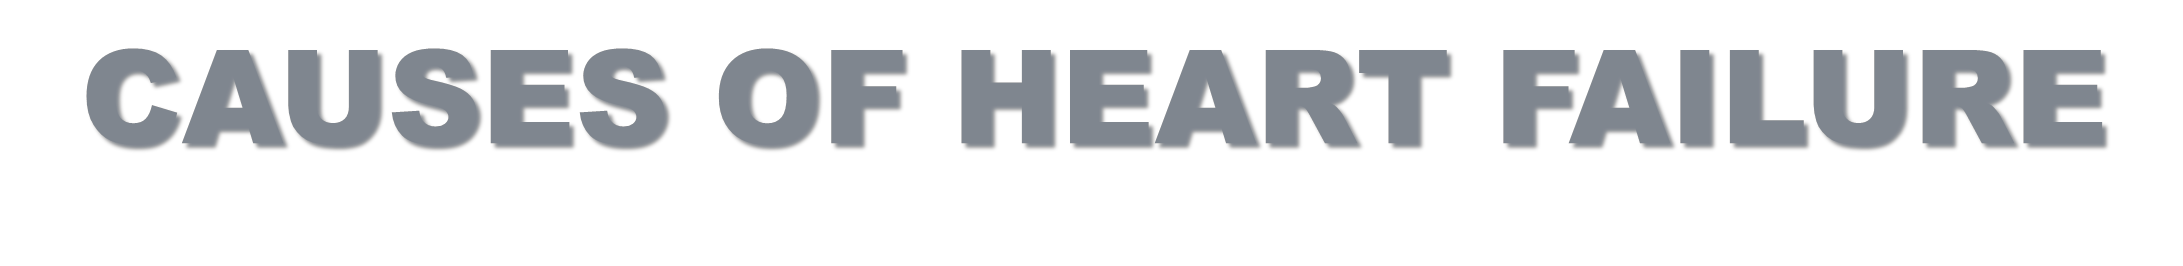 CAUSES OF HEART FAILURE